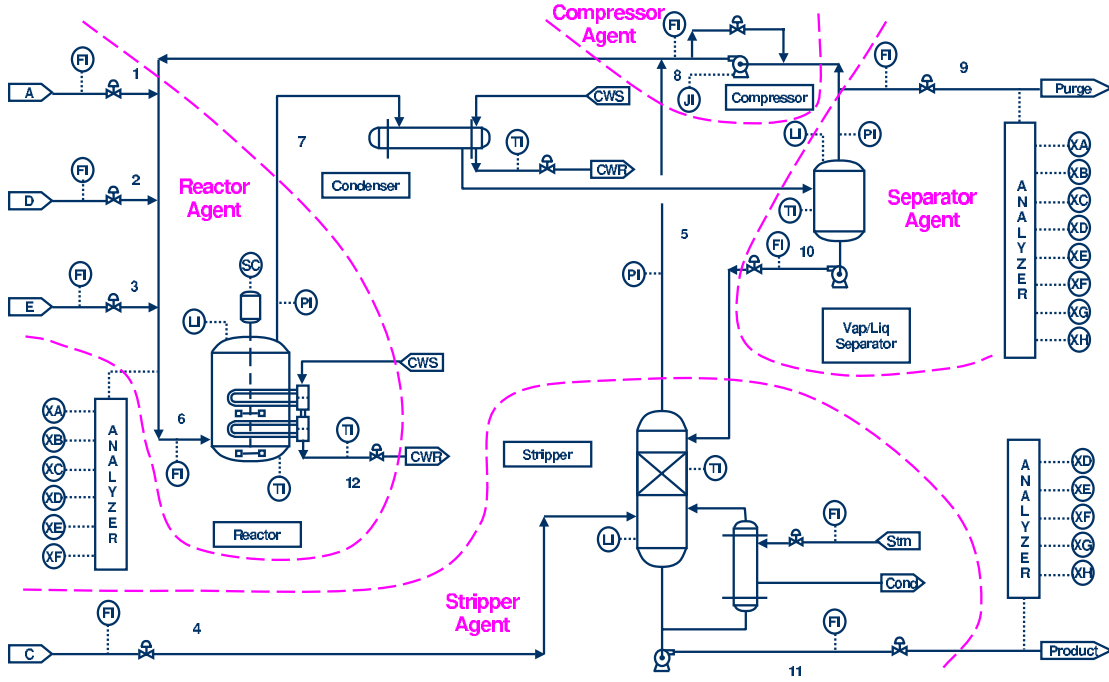 Compressor
Agent
FI
FI
FI
1
8
9
A
JI
Compressor
Purge
CWS
7
LI
PI
FI
TI
CWR
2
D
Reactor
Agent
Condenser
Separator
Agent
TI
ANALYZER
XA
XB
XC
XD
XE
XF
XG
XH
5
FI
10
FI
3
E
SC
PI
PI
LI
Vap/Liq
Separator
CWS
XA
XB
XC
XD
XE
XF
ANALYZER
6
FI
TI
CWR
12
TI
Stripper
TI
ANALYZER
XD
XE
XF
XG
XH
Reactor
LI
FI
Stm
Cond
Stripper
Agent
FI
4
C
FI
11
Product